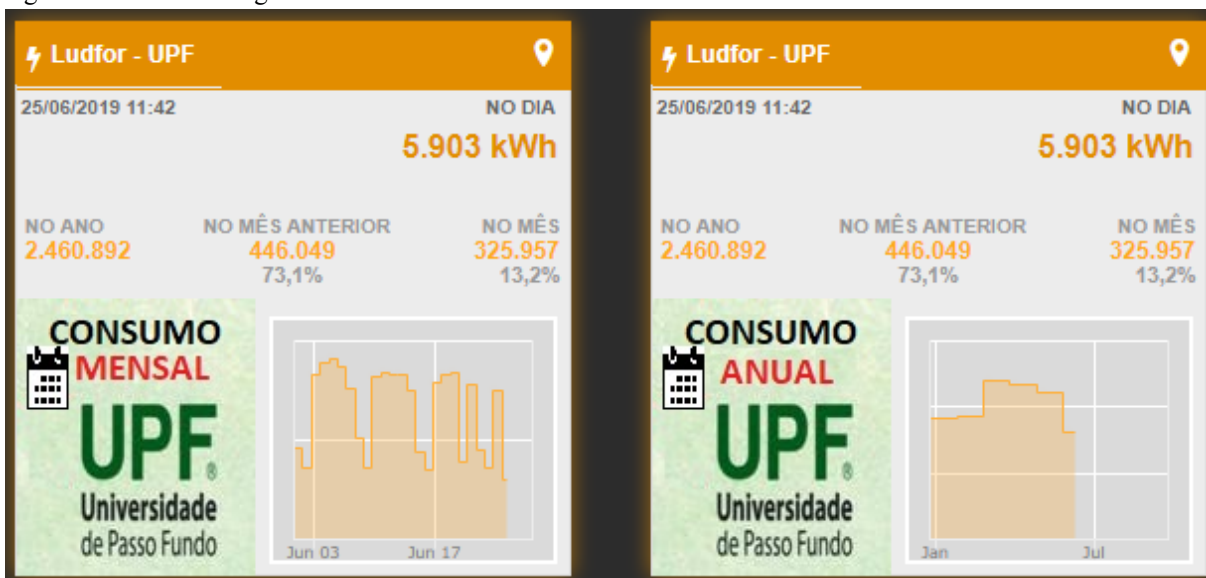 Ludfor - UPF
25/06/2019 11:42 NO DIA
5.903 kWh
NO ANO NO MÊS ANTERIOR NO MÊS
2.460.892 446.049 325.957
73,1% 13,2%
CONSUMO
MENSAL
UPF®
Universidade
de Passo Fundo
Jun 03 Jun 17
Ludfor - UPF
25/06/2019 11:42 NO DIA
5.903 kWh
NO ANO NO MÊS ANTERIOR NO MÊS
2.460.892 446.049 325.957
73,1% 13,2%
CONSUMO
ANUAL
UPF®
Universidade
de Passo Fundo
Jan Jul